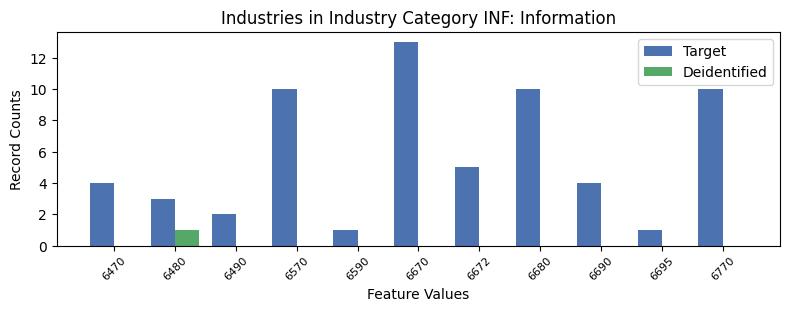 Industries in Industry Category INF: Information
Target
Deidentified
Record Counts
12
10
8
6
4
2
0
6470 6480 6490 6570 6590 6670 6672 6680 6690 6695 6770
Feature Values